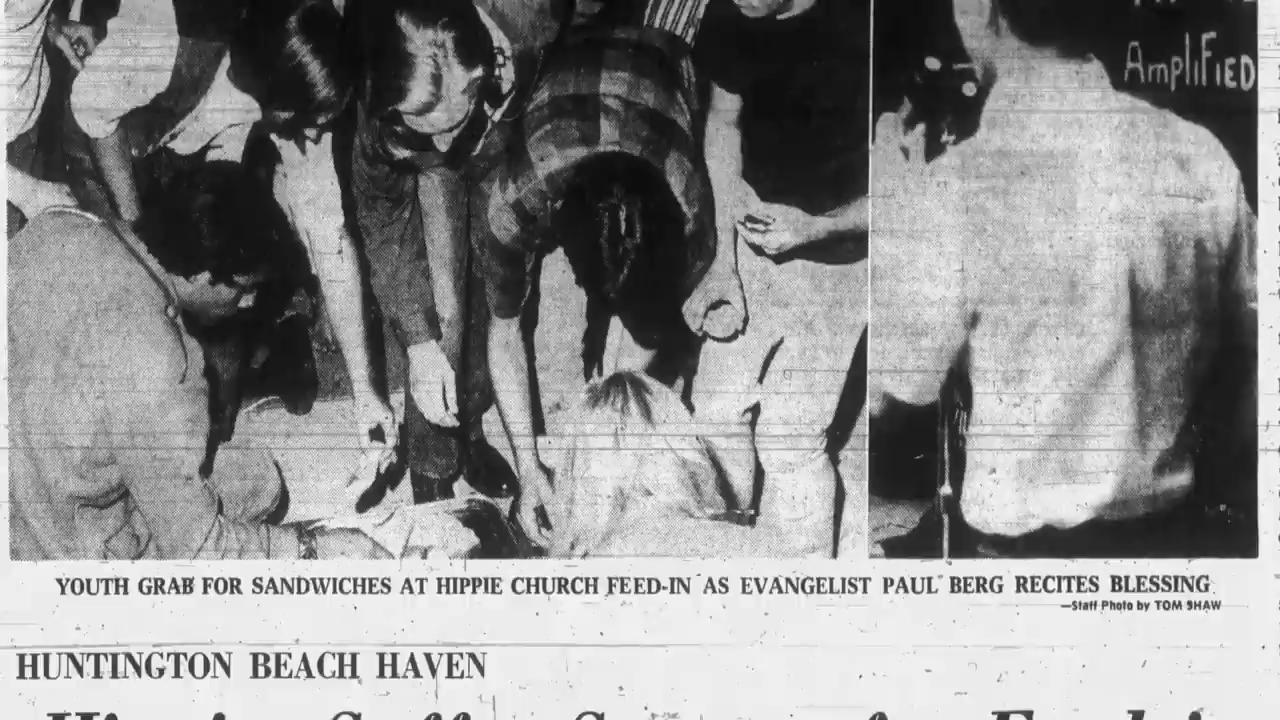 AmpliFiED
YOUTH GRAB FOR SANDWICHES AT HIPPIE CHURCH FEED-IN AS EVANGELIST PAUL BERG RECITES BLESSING
—Staff Photo by TOM SHAW
HUNTINGTON BEACH HAVEN